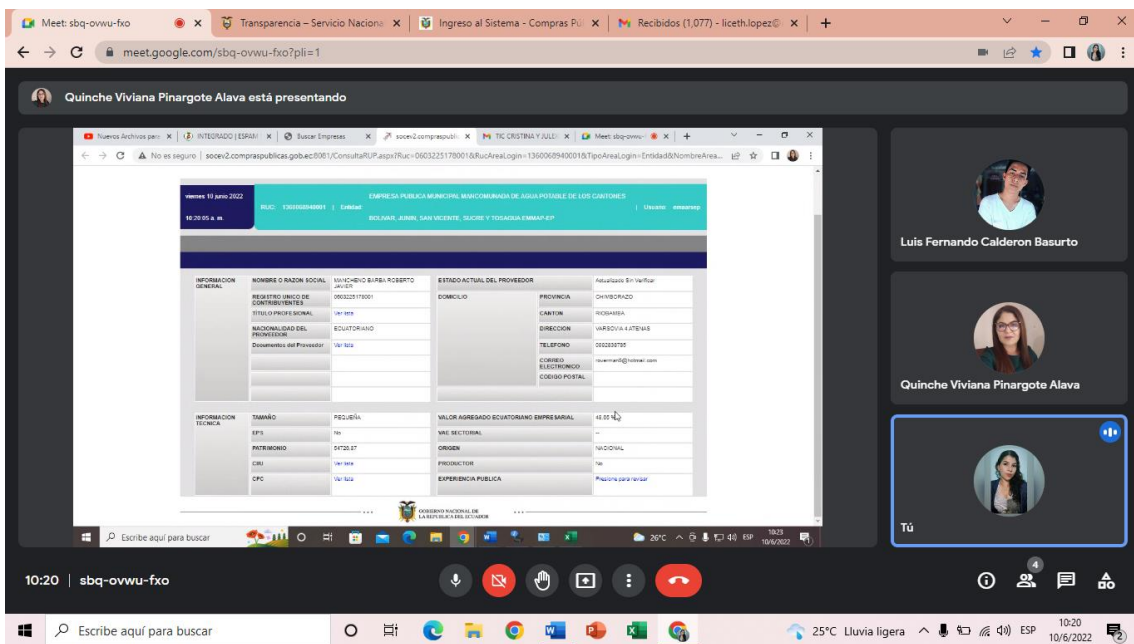 Meet: sbq-ovwu-fxo
Transparencia – Servicio Naciona
Ingreso al Sistema - Compras Pú
Recibidos (1,077) - liceth.lopez@
meet.google.com/sbq-ovwu-fxo?pli=1
Quinche Viviana Pinargote Alava está presentando
Nuevos Archivos para
INTEGRADO | ESPAM
Buscar Empresas
socev2.compraspublic
TIC CRISTINA Y JULEI
Meet: sbq-ovwu-f
No es seguro | socev2.compraspublicas.gob.ec:8081/ConsultaRUP.aspx?Ruc=0603225178001&RucAreaLogin=1360068940001&TipoAreaLogin=Entidad&NombreArea...
viernes 10 junio 2022
10:20:05 a. m.
RUC: 1360068940001 | Entidad:
EMPRESA PUBLICA MUNICIPAL MANCOMUNADA DE AGUA POTABLE DE LOS CANTONES
BOLIVAR, JUNIN, SAN VICENTE, SUCRE Y TOSAGUA EMMAP-EP
| Usuario:
INFORMACION GENERAL
NOMBRE O RAZON SOCIAL
MANCHENO BARBA ROBERTO JAVIER
ESTADO ACTUAL DEL PROVEEDOR
Actualizado Sin Verificar
REGISTRO UNICO DE CONTRIBUYENTES
0603225178001
DOMICILIO
PROVINCIA
CHIMBORAZO
TÍTULO PROFESIONAL
Ver lista
CANTON
RIOBAMBA
NACIONALIDAD DEL PROVEEDOR
ECUATORIANO
DIRECCION
VARSOVIA 4 ATENAS
Documentos del Proveedor
Ver lista
TELEFONO
CORREO ELECTRONICO
CODIGO POSTAL
INFORMACION TECNICA
TAMAÑO
PEQUEÑA
VALOR AGREGADO ECUATORIANO EMPRESARIAL
EPS
No
VAE SECTORIAL
--
PATRIMONIO
54720.87
ORIGEN
NACIONAL
Ver lista
PRODUCTOR
No
CPC
Ver lista
EXPERIENCIA PUBLICA
Presione para revisar
GOBIERNO NACIONAL DE
LA REPUBLICA DEL ECUADOR
Escribe aquí para buscar
26°C
ESP
10:23
10/6/2022
Luis Fernando Calderon Basurto
Quinche Viviana Pinargote Alava
Tú
10:20 | sbq-ovwu-fxo
4
Escribe aquí para buscar
25°C Lluvia ligera
ESP
10:20
10/6/2022
2